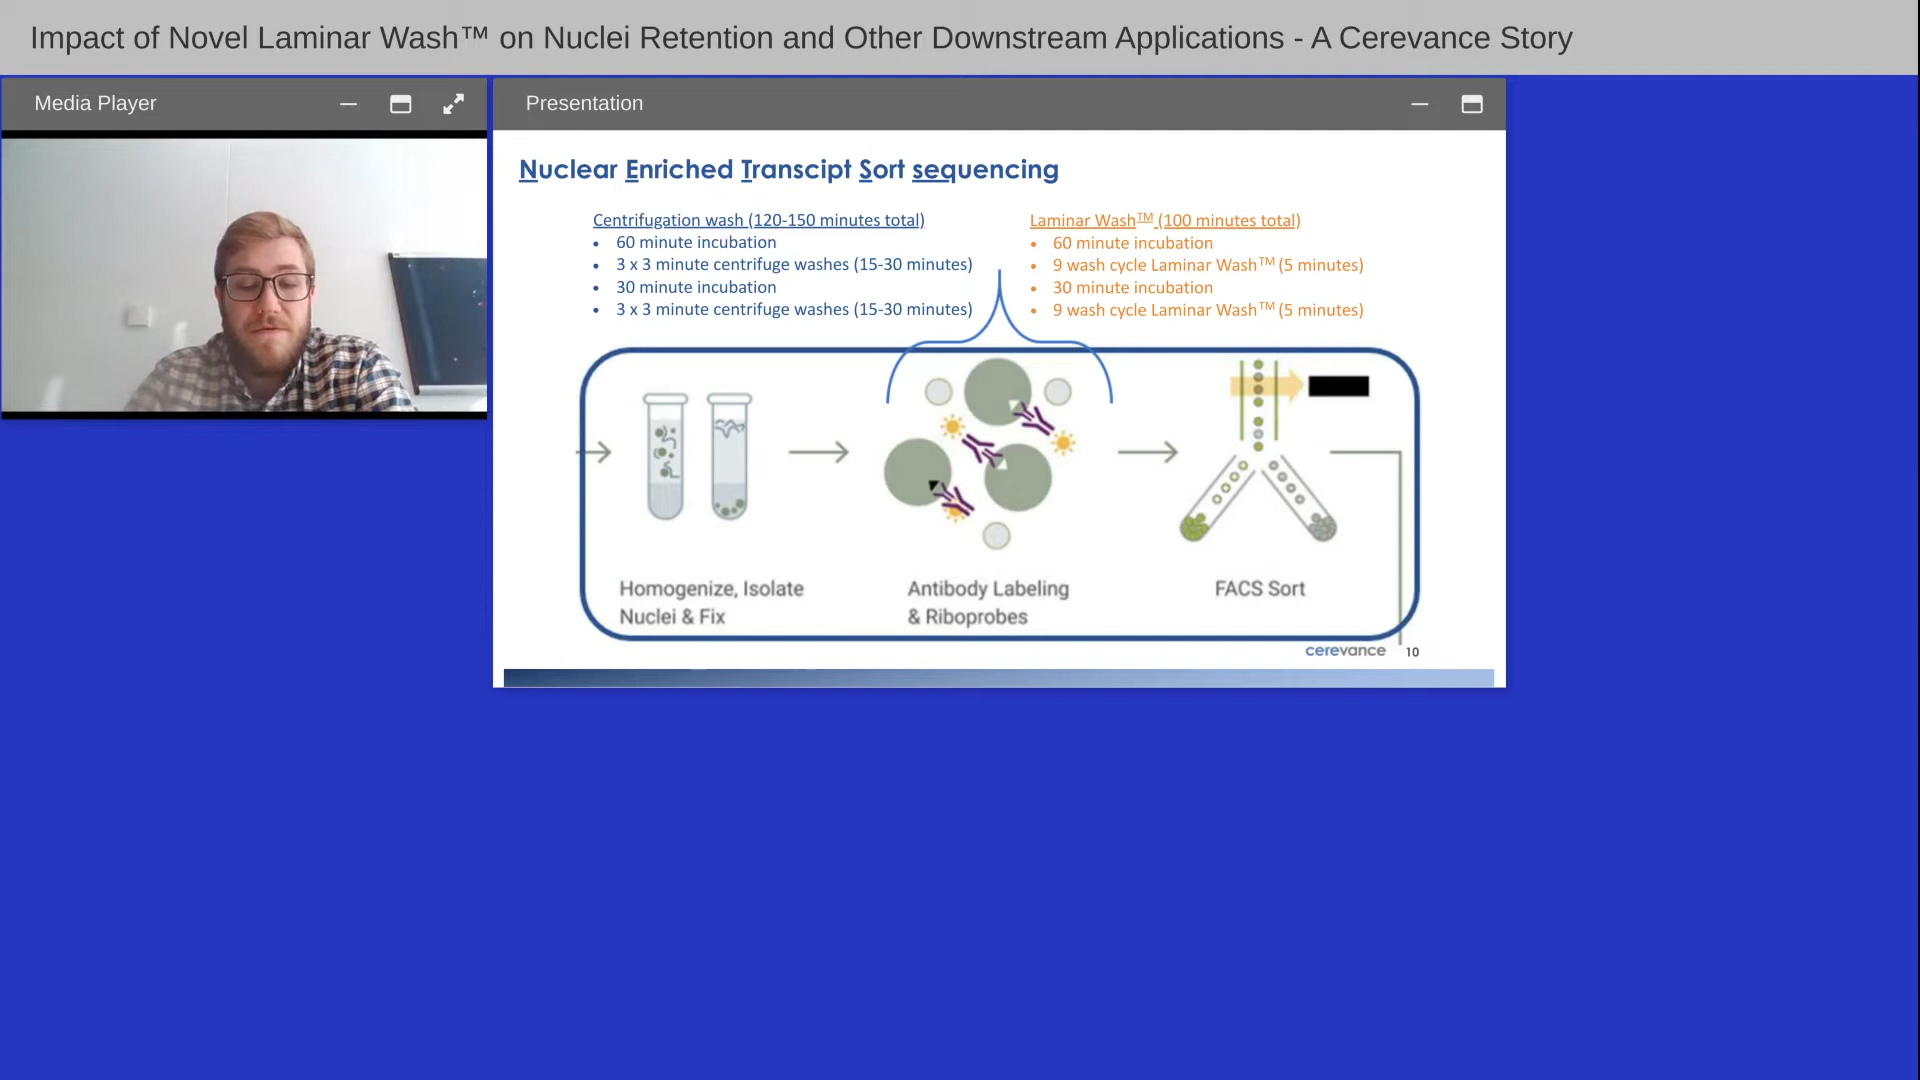 Impact of Novel Laminar Wash™ on Nuclei Retention and Other Downstream Applications - A Cerevance Story
Media Player
Presentation
Nuclear Enriched Transcipt Sort sequencing
Centrifugation wash (120-150 minutes total)
• 60 minute incubation
• 3 x 3 minute centrifuge washes (15-30 minutes)
• 30 minute incubation
• 3 x 3 minute centrifuge washes (15-30 minutes)
Laminar Wash™ (100 minutes total)
• 60 minute incubation
• 9 wash cycle Laminar Wash™ (5 minutes)
• 30 minute incubation
• 9 wash cycle Laminar Wash™ (5 minutes)
Homogenize, Isolate
Nuclei & Fix
Antibody Labeling
& Riboprobes
FACS Sort
cerevance 10